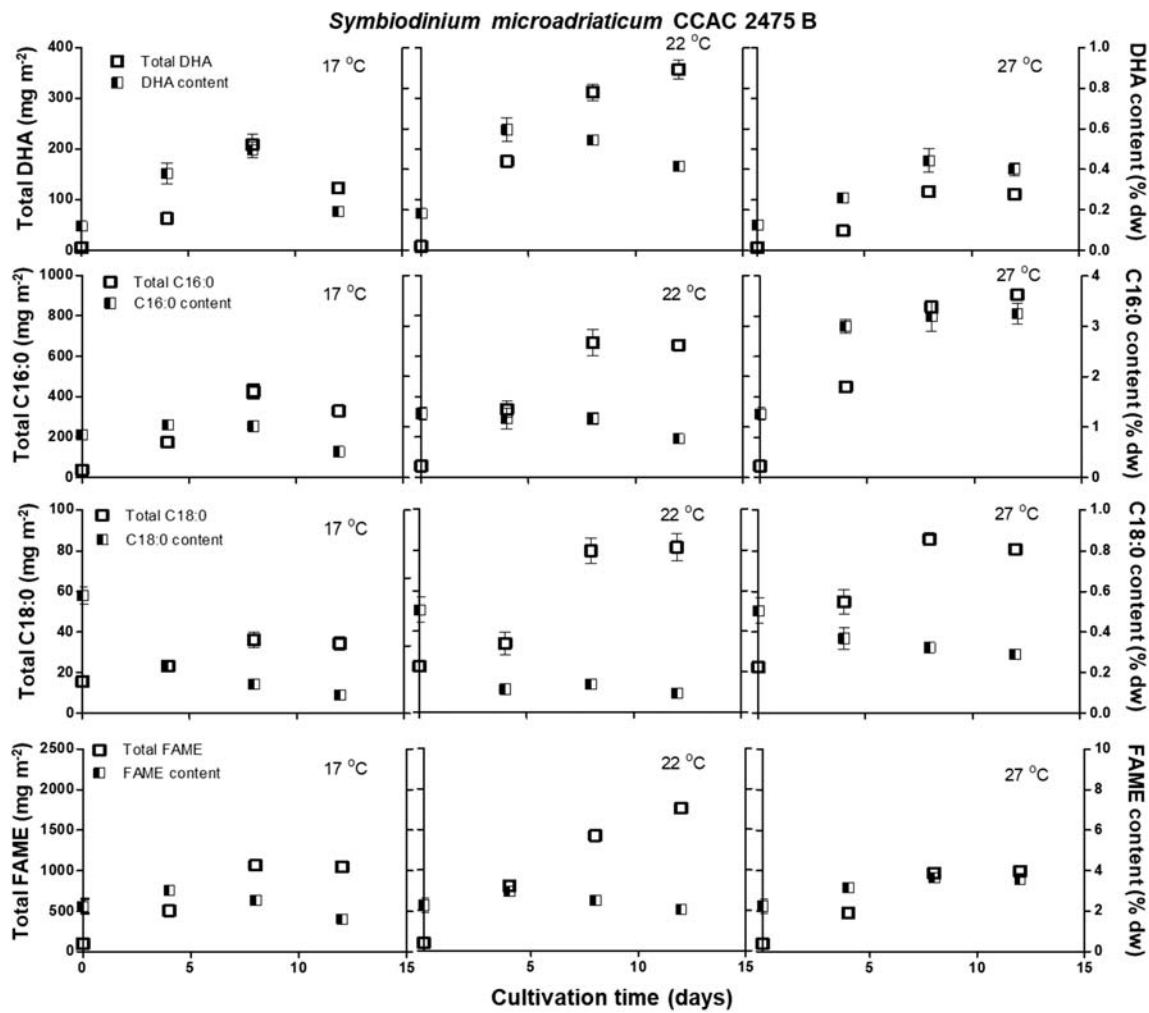 Symbiodinium microadriaticum CCAC 2475 B
Total DHA (mg m-2)
400
300
200
100
0
Total DHA
DHA content
17 °C
22 °C
27 °C
1.0
0.8
0.6
0.4
0.2
0.0
DHA content (% dw)
Total C16:0 (mg m-2)
1000
800
600
400
200
0
Total C16:0
C16:0 content
17 °C
22 °C
27 °C
4
3
2
1
0
C16:0 content (% dw)
Total C18:0 (mg m-2)
100
80
60
40
20
0
Total C18:0
C18:0 content
17 °C
22 °C
27 °C
1.0
0.8
0.6
0.4
0.2
0.0
C18:0 content (% dw)
Total FAME (mg m-2)
2500
2000
1500
1000
500
0
Total FAME
FAME content
17 °C
22 °C
27 °C
10
8
6
4
2
0
FAME content (% dw)
0 5 10 15 5 10 15 5 10 15
Cultivation time (days)